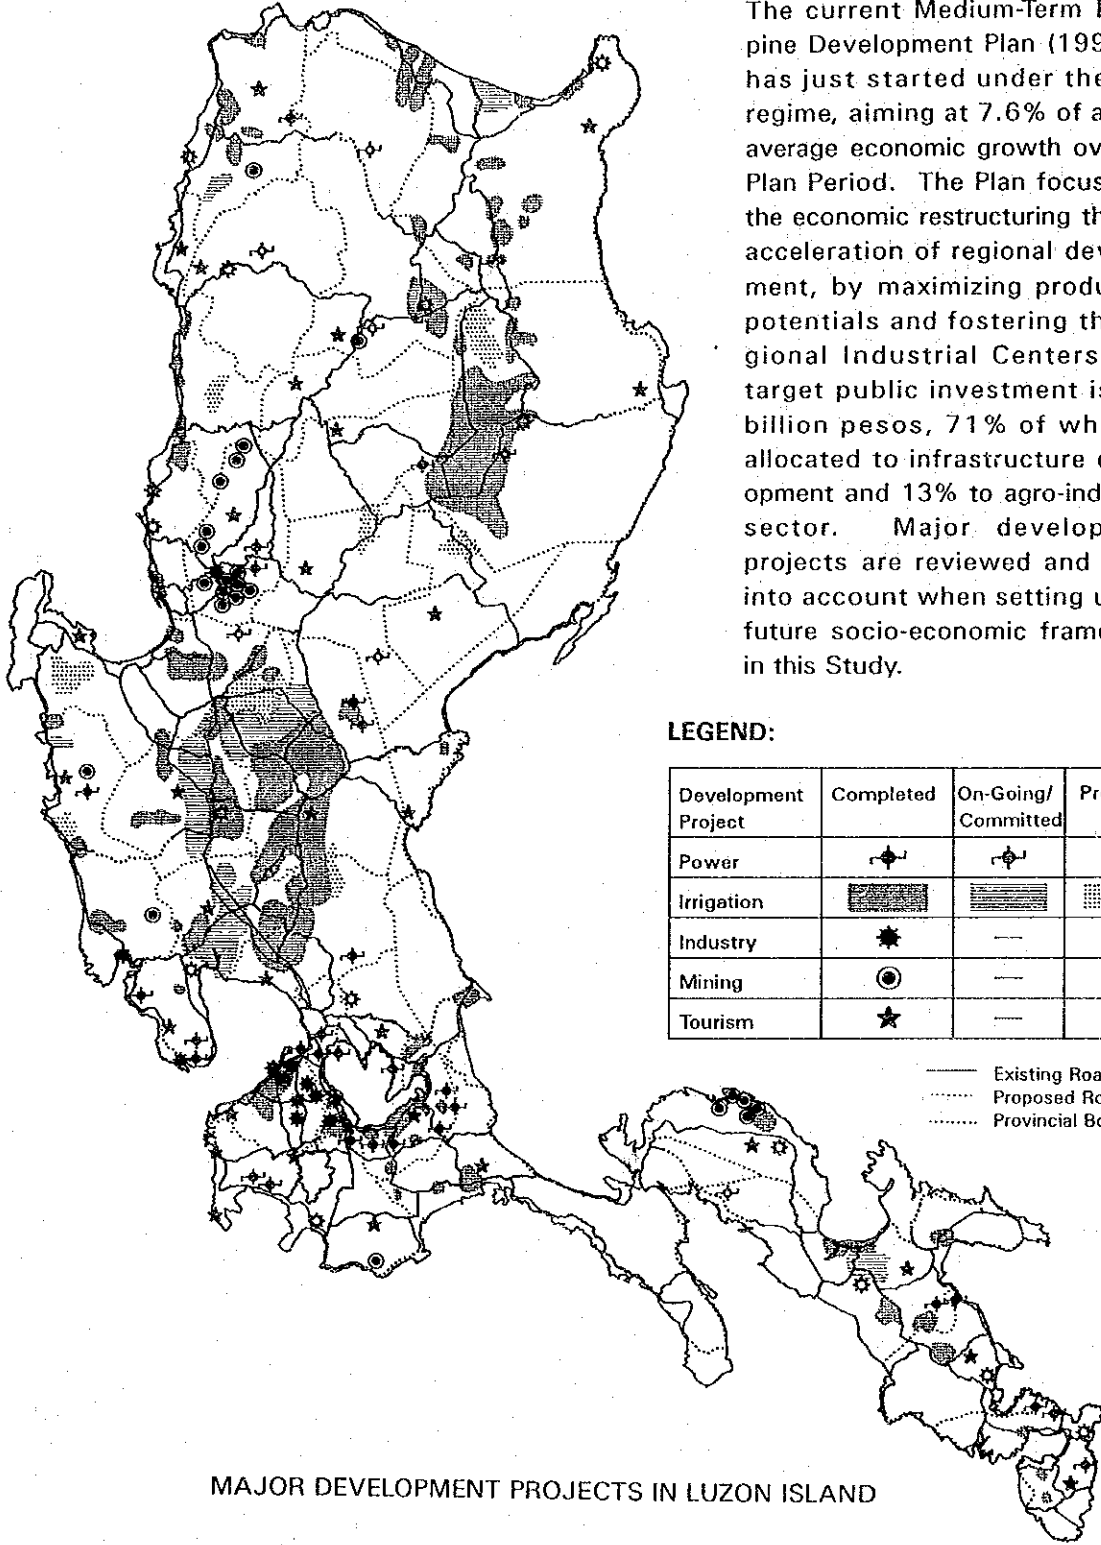 The current Medium-Term
pine Development Plan (199
has just started under the
regime, aiming at 7.6% of a
average economic growth ov
Plan Period. The Plan focus
the economic restructuring th
acceleration of regional dev
ment, by maximizing produ
potentials and fostering th
gional Industrial Centers
target public investment is
billion pesos, 71% of wh
allocated to infrastructure
opment and 13% to agro-ind
sector. Major develop
projects are reviewed and
into account when setting u
future socio-economic frame
in this Study.
LEGEND:
Development Project Completed On-Going/ Committed Pr
Power
Irrigation
Industry
Mining
Tourism
Existing Roa
Proposed Ro
Provincial Bo
MAJOR DEVELOPMENT PROJECTS IN LUZON ISLAND